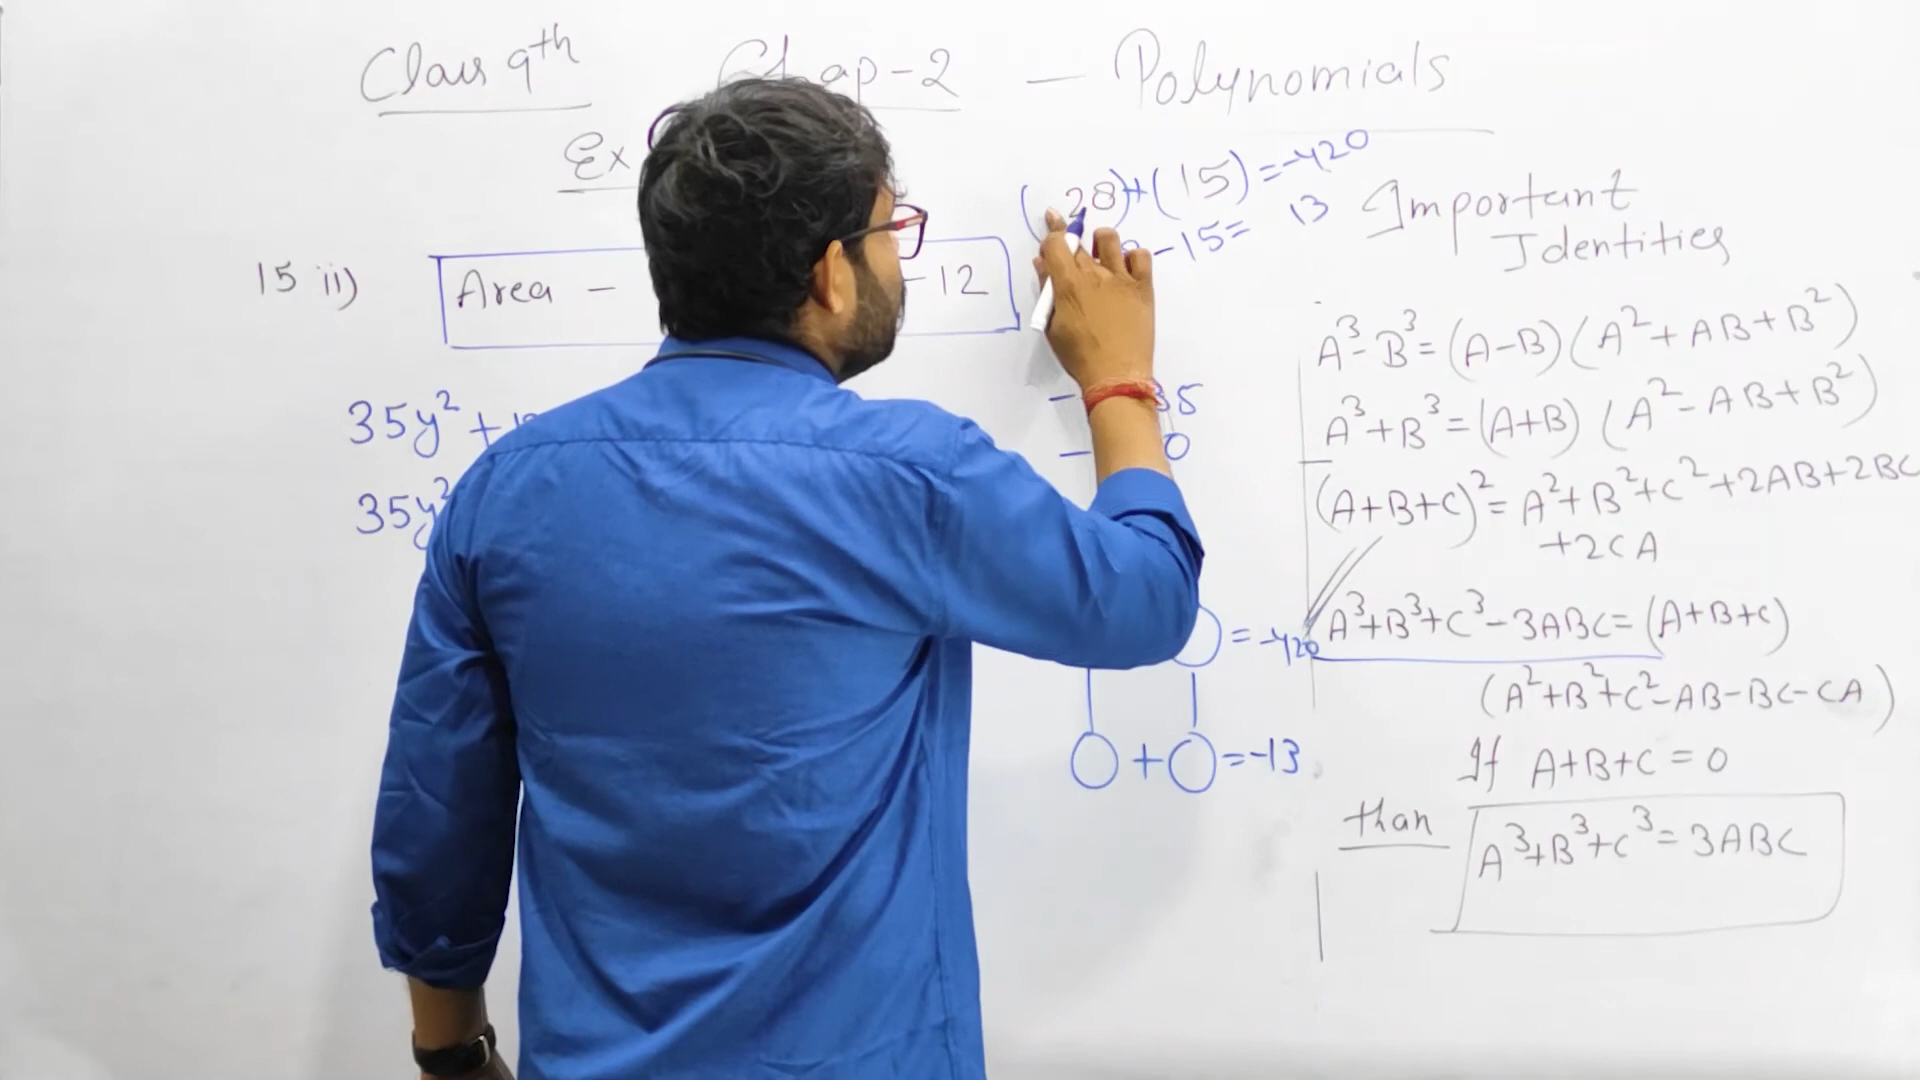 Class 9th Chap-2 — Polynomials
Ex
(28)+(15)=-420
-15= 13
Important
Identities
15 ii) Area - -12
A³-B³=(A-B)(A²+AB+B²)
35y²+
A³+B³=(A+B)(A²-AB+B²)
35y²
(A+B+C)²=A²+B²+C²+2AB+2BC
+2CA
=-420
A³+B³+C³-3ABC=(A+B+C)
(A²+B²+C²-AB-BC-CA)
+ =-13
If A+B+C=0
than A³+B³+C³=3ABC